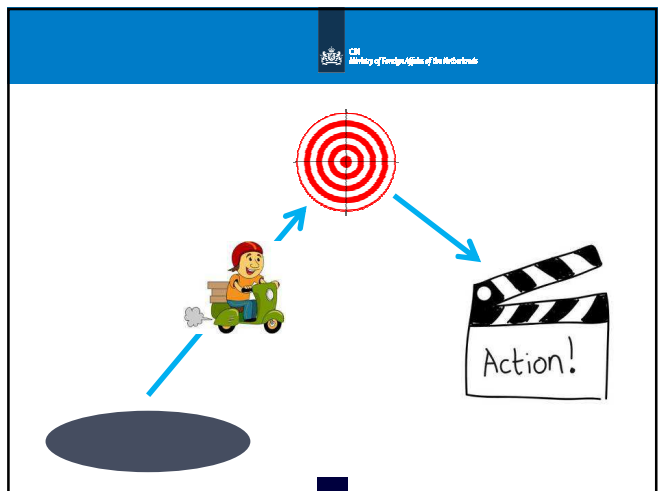 CBI
Ministry of Foreign Affairs of the Netherlands
Action!